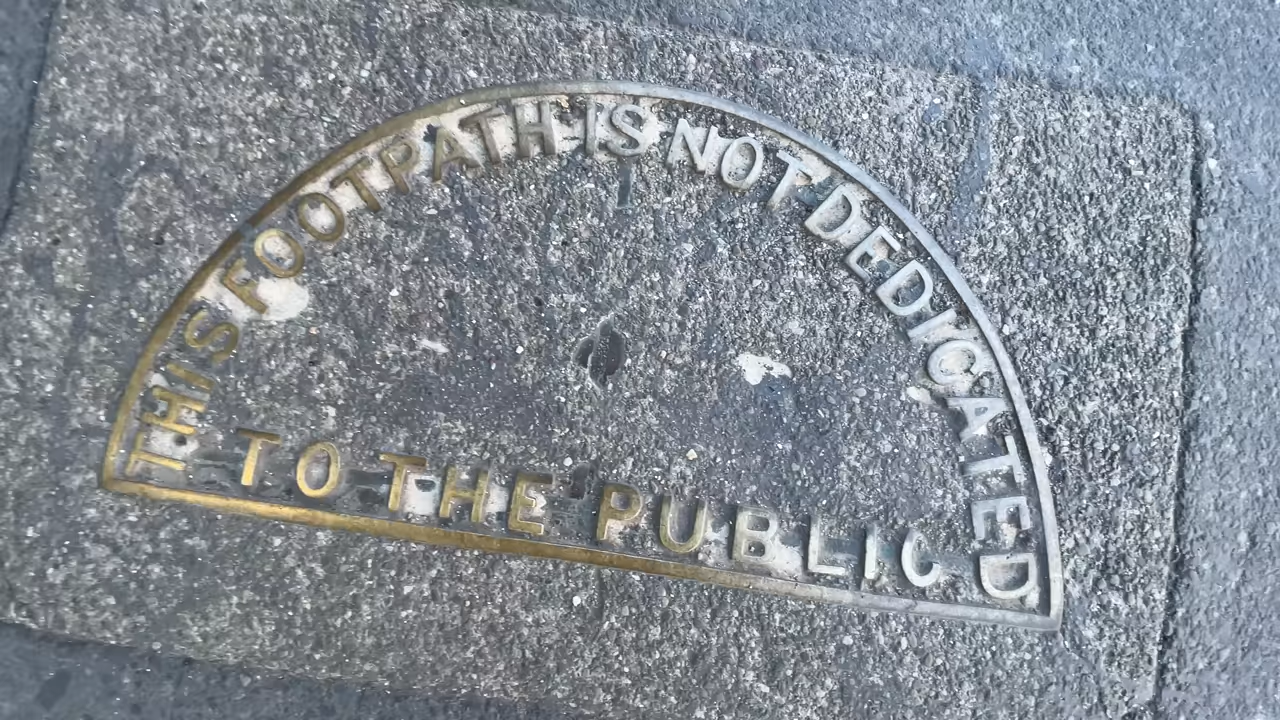 THIS FOOTPATH IS NOT DEDICATED
TO THE PUBLIC